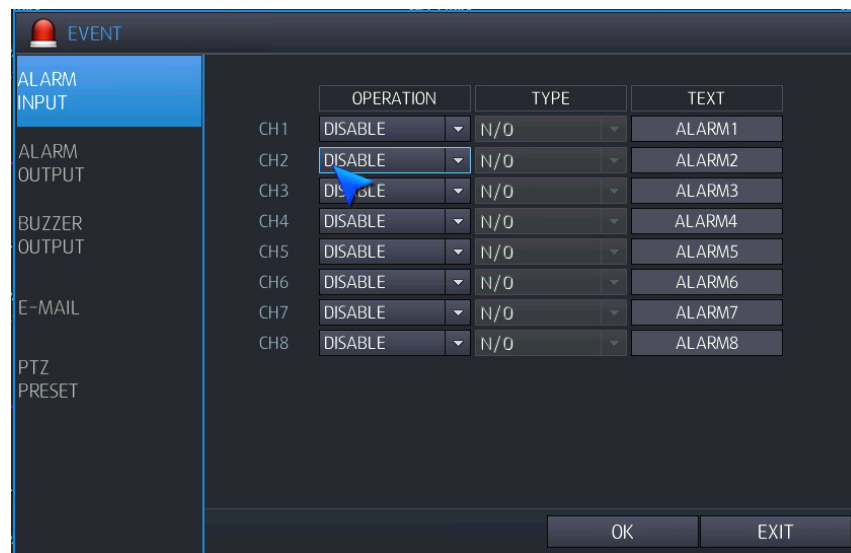 EVENT
ALARM
INPUT
ALARM
OUTPUT
BUZZER
OUTPUT
E-MAIL
PTZ
PRESET
OPERATION TYPE TEXT
CH1 DISABLE N/O ALARM1
CH2 DISABLE N/O ALARM2
CH3 DISABLE N/O ALARM3
CH4 DISABLE N/O ALARM4
CH5 DISABLE N/O ALARM5
CH6 DISABLE N/O ALARM6
CH7 DISABLE N/O ALARM7
CH8 DISABLE N/O ALARM8
OK EXIT